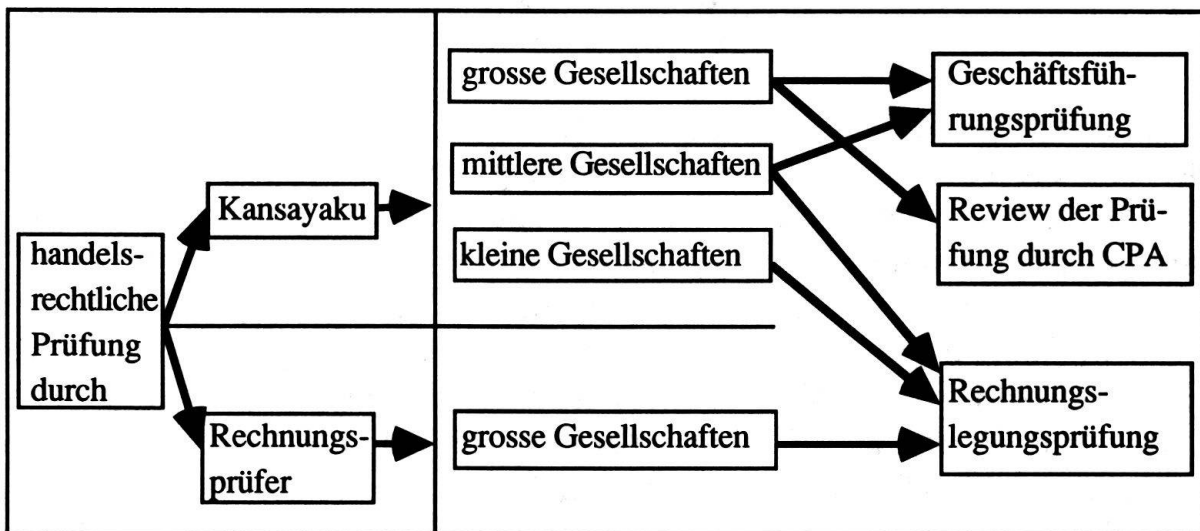 handels-
rechtliche
Prüfung
durch
Kansayaku
Rechnungs-
prüfer
grosse Gesellschaften
mittlere Gesellschaften
kleine Gesellschaften
grosse Gesellschaften
Geschäftsfüh-
rungsprüfung
Review der Prü-
fung durch CPA
Rechnungs-
legungsprüfung